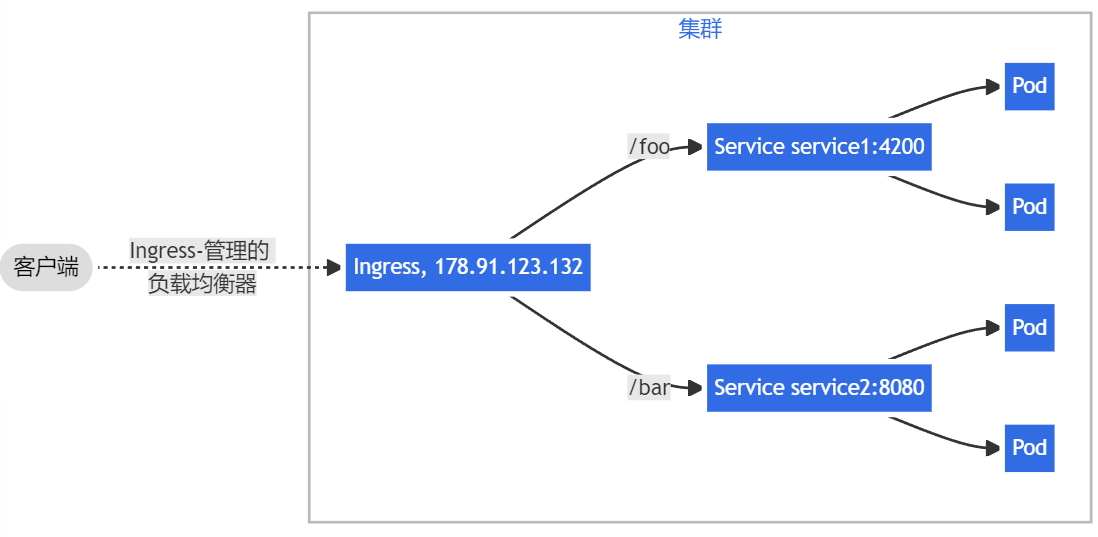 集群
客户端
Ingress-管理的
负载均衡器
Ingress, 178.91.123.132
/foo
Service service1:4200
Pod
Pod
/bar
Service service2:8080
Pod
Pod